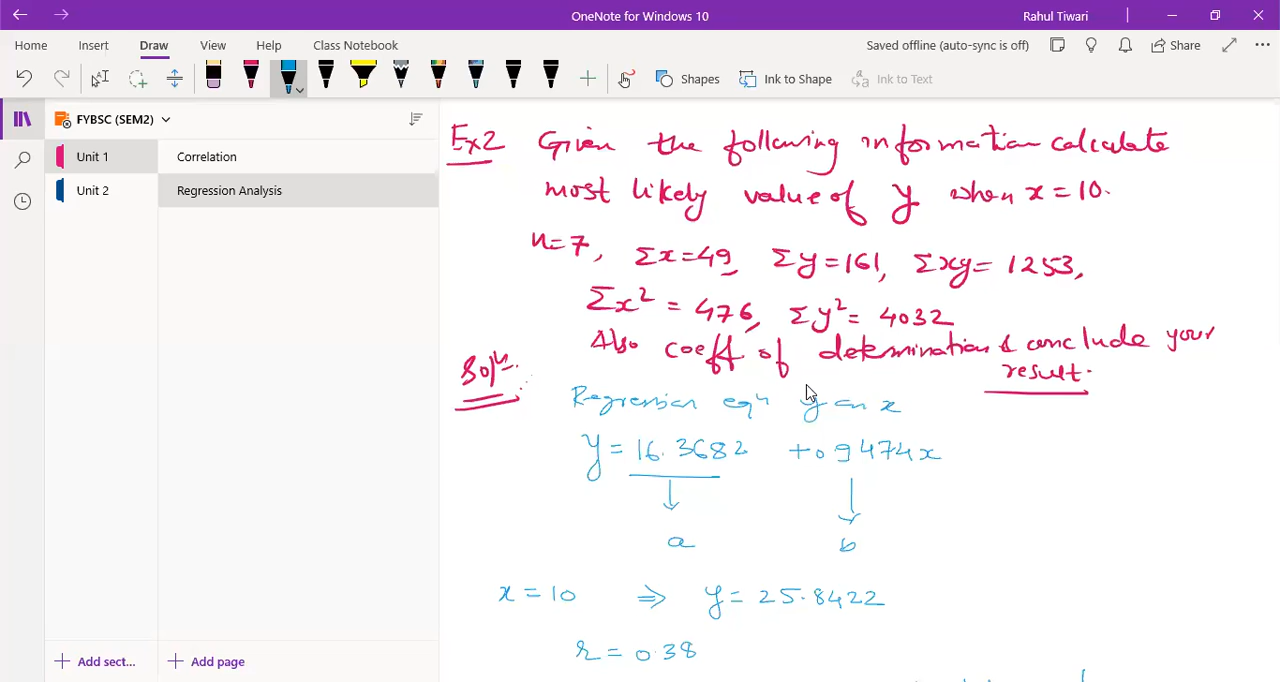 OneNote for Windows 10
Rahul Tiwari
Home Insert Draw View Help Class Notebook
Saved offline (auto-sync is off)
Share
Shapes Ink to Shape Ink to Text
FYBSC (SEM2)
Unit 1
Unit 2
Correlation
Regression Analysis
Add sect...
Add page
Ex2 Given the following information calculate
most likely value of y when x = 10.
n=7, Σx=49, Σy=161, Σxy= 1253,
Σx² = 476, Σy²= 4032
Also coeff of determination & conclude your
result.
Solⁿ.
Regression eqⁿ y on x
y = 16.3682 +0.9474x
a b
x = 10 ⇒ y = 25.8422
r = 0.38